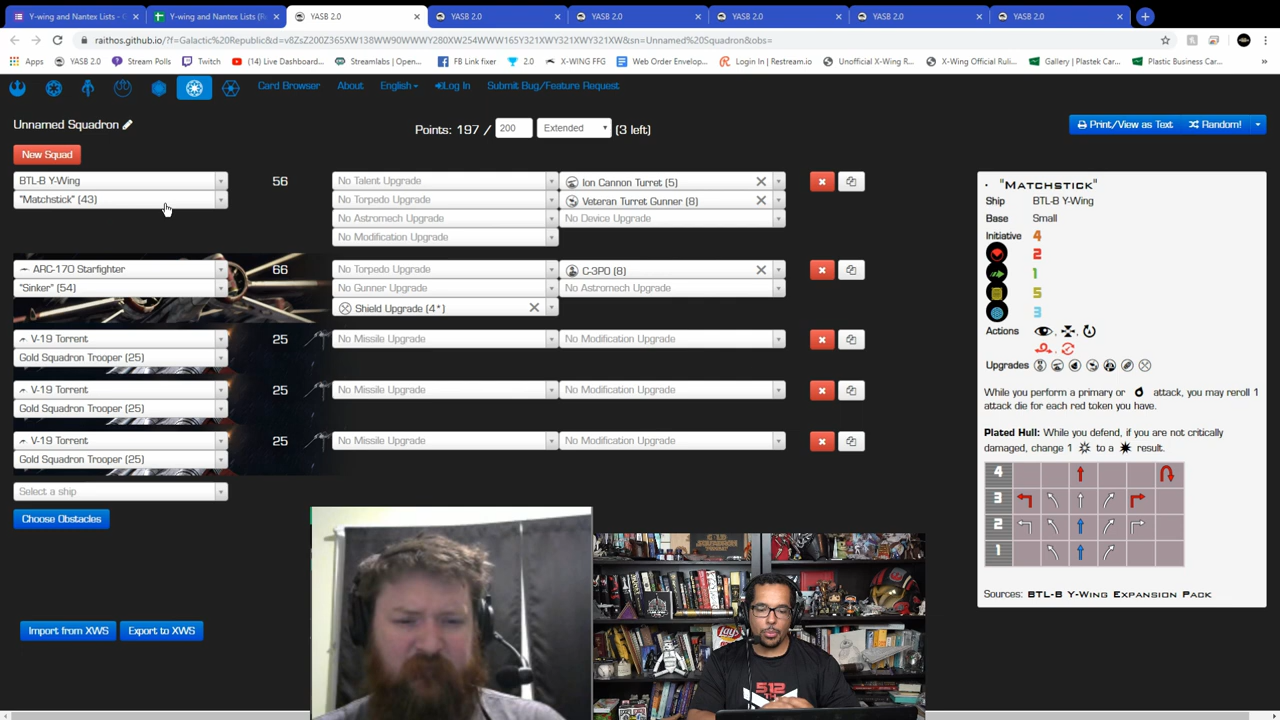 Y-wing and Nantex Lists - G
Y-wing and Nantex Lists (Re
YASB 2.0
YASB 2.0
YASB 2.0
YASB 2.0
YASB 2.0
YASB 2.0
raithos.github.io/?f=Galactic%20Republic&d=v8ZsZ200Z365XW138WW90WWWY280XW254WWW165Y321XWY321XWY321XW&sn=Unnamed%20Squadron&obs=
Apps
YASB 2.0
Stream Polls
Twitch
(14) Live Dashboard...
Streamlabs | Open...
FB Link fixer
2.0
X-WING FFG
Web Order Envelop...
Login In | Restream.io
Unofficial X-Wing R...
X-Wing Official Ruli...
Gallery | Plastek Car...
Plastic Business Car...
Card Browser
About
English
Log In
Submit Bug/Feature Request
Unnamed Squadron
Points: 197 / 200
Extended
(3 left)
Print/View as Text
Random!
New Squad
BTL-B Y-Wing
"Matchstick" (43)
56
No Talent Upgrade
Ion Cannon Turret (5)
No Torpedo Upgrade
Veteran Turret Gunner (8)
No Astromech Upgrade
No Device Upgrade
No Modification Upgrade
ARC-170 Starfighter
"Sinker" (54)
66
No Torpedo Upgrade
C-3PO (8)
No Gunner Upgrade
No Astromech Upgrade
Shield Upgrade (4*)
V-19 Torrent
Gold Squadron Trooper (25)
25
No Missile Upgrade
No Modification Upgrade
V-19 Torrent
Gold Squadron Trooper (25)
25
No Missile Upgrade
No Modification Upgrade
V-19 Torrent
Gold Squadron Trooper (25)
25
No Missile Upgrade
No Modification Upgrade
Select a ship
Choose Obstacles
Import from XWS
Export to XWS
· "Matchstick"
Ship BTL-B Y-Wing
Base Small
Initiative 4
2
1
5
3
Actions
Upgrades
While you perform a primary or attack, you may reroll 1
attack die for each red token you have.
Plated Hull: While you defend, if you are not critically
damaged, change 1 to a result.
4
3
2
1
Sources: BTL-B Y-Wing Expansion Pack
Lay's
512